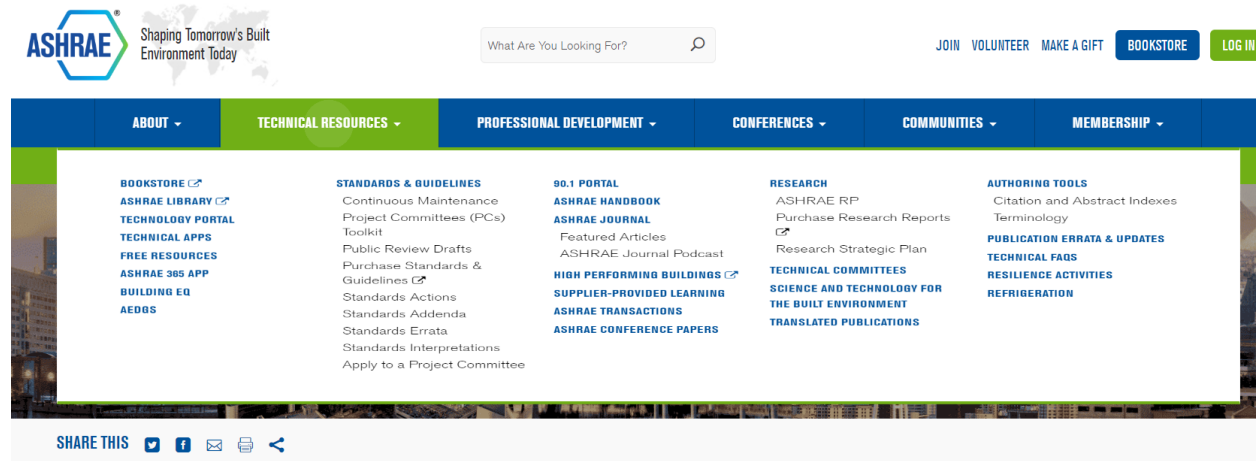 ASHRAE®
Shaping Tomorrow's Built
Environment Today
What Are You Looking For?
JOIN VOLUNTEER MAKE A GIFT BOOKSTORE LOG IN
ABOUT TECHNICAL RESOURCES PROFESSIONAL DEVELOPMENT CONFERENCES COMMUNITIES MEMBERSHIP
BOOKSTORE
ASHRAE LIBRARY
TECHNOLOGY PORTAL
TECHNICAL APPS
FREE RESOURCES
ASHRAE 365 APP
BUILDING EQ
AEDGS
STANDARDS & GUIDELINES
Continuous Maintenance
Project Committees (PCs)
Toolkit
Public Review Drafts
Purchase Standards &
Guidelines
Standards Actions
Standards Addenda
Standards Errata
Standards Interpretations
Apply to a Project Committee
90.1 PORTAL
ASHRAE HANDBOOK
ASHRAE JOURNAL
Featured Articles
ASHRAE Journal Podcast
HIGH PERFORMING BUILDINGS
SUPPLIER-PROVIDED LEARNING
ASHRAE TRANSACTIONS
ASHRAE CONFERENCE PAPERS
RESEARCH
ASHRAE RP
Purchase Research Reports
Research Strategic Plan
TECHNICAL COMMITTEES
SCIENCE AND TECHNOLOGY FOR
THE BUILT ENVIRONMENT
TRANSLATED PUBLICATIONS
AUTHORING TOOLS
Citation and Abstract Indexes
Terminology
PUBLICATION ERRATA & UPDATES
TECHNICAL FAQS
RESILIENCE ACTIVITIES
REFRIGERATION
SHARE THIS